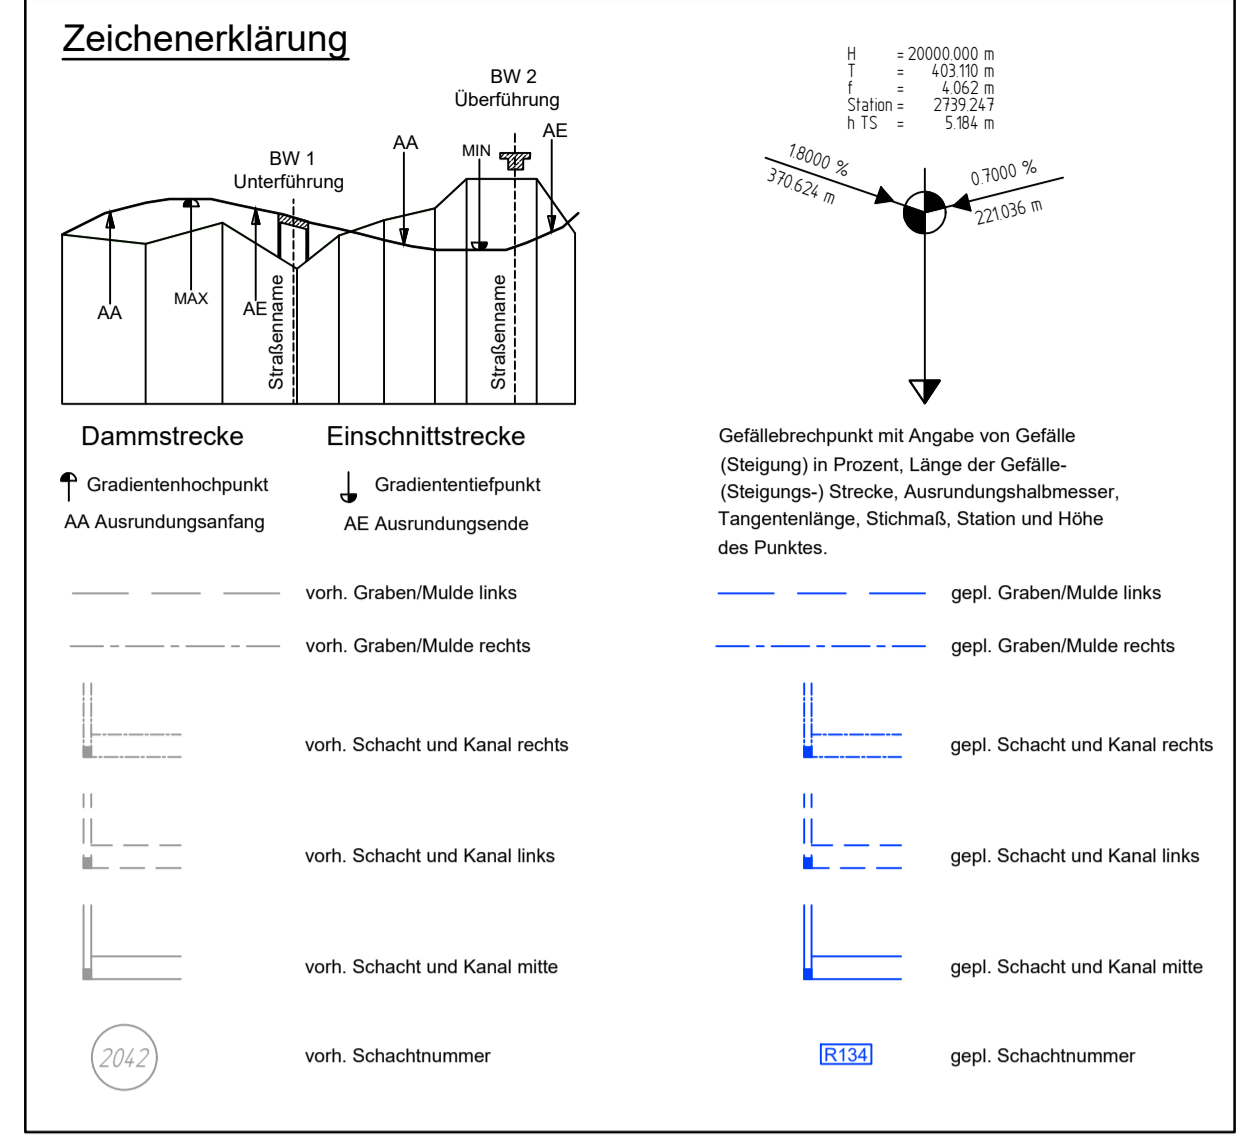 Zeichenerklärung
BW 2
Überführung
AA
MIN
AE
BW 1
Unterführung
AA
MAX
AE
Straßenname
Straßenname
H = 20000.000 m
T = 403.110 m
f = 4.062 m
Station = 2739.247
h TS = 5.184 m
1.8000 %
370.624 m
0.7000 %
221.036 m
Dammstrecke
Einschnittstrecke
Gradientenhochpunkt
Gradiententiefpunkt
AA Ausrundungsanfang
AE Ausrundungsende
Gefällebrechpunkt mit Angabe von Gefälle
(Steigung) in Prozent, Länge der Gefälle-
(Steigungs-) Strecke, Ausrundungshalbmesser,
Tangentenlänge, Stichmaß, Station und Höhe
des Punktes.
vorh. Graben/Mulde links
gepl. Graben/Mulde links
vorh. Graben/Mulde rechts
gepl. Graben/Mulde rechts
vorh. Schacht und Kanal rechts
gepl. Schacht und Kanal rechts
vorh. Schacht und Kanal links
gepl. Schacht und Kanal links
vorh. Schacht und Kanal mitte
gepl. Schacht und Kanal mitte
2042
vorh. Schachtnummer
R134
gepl. Schachtnummer